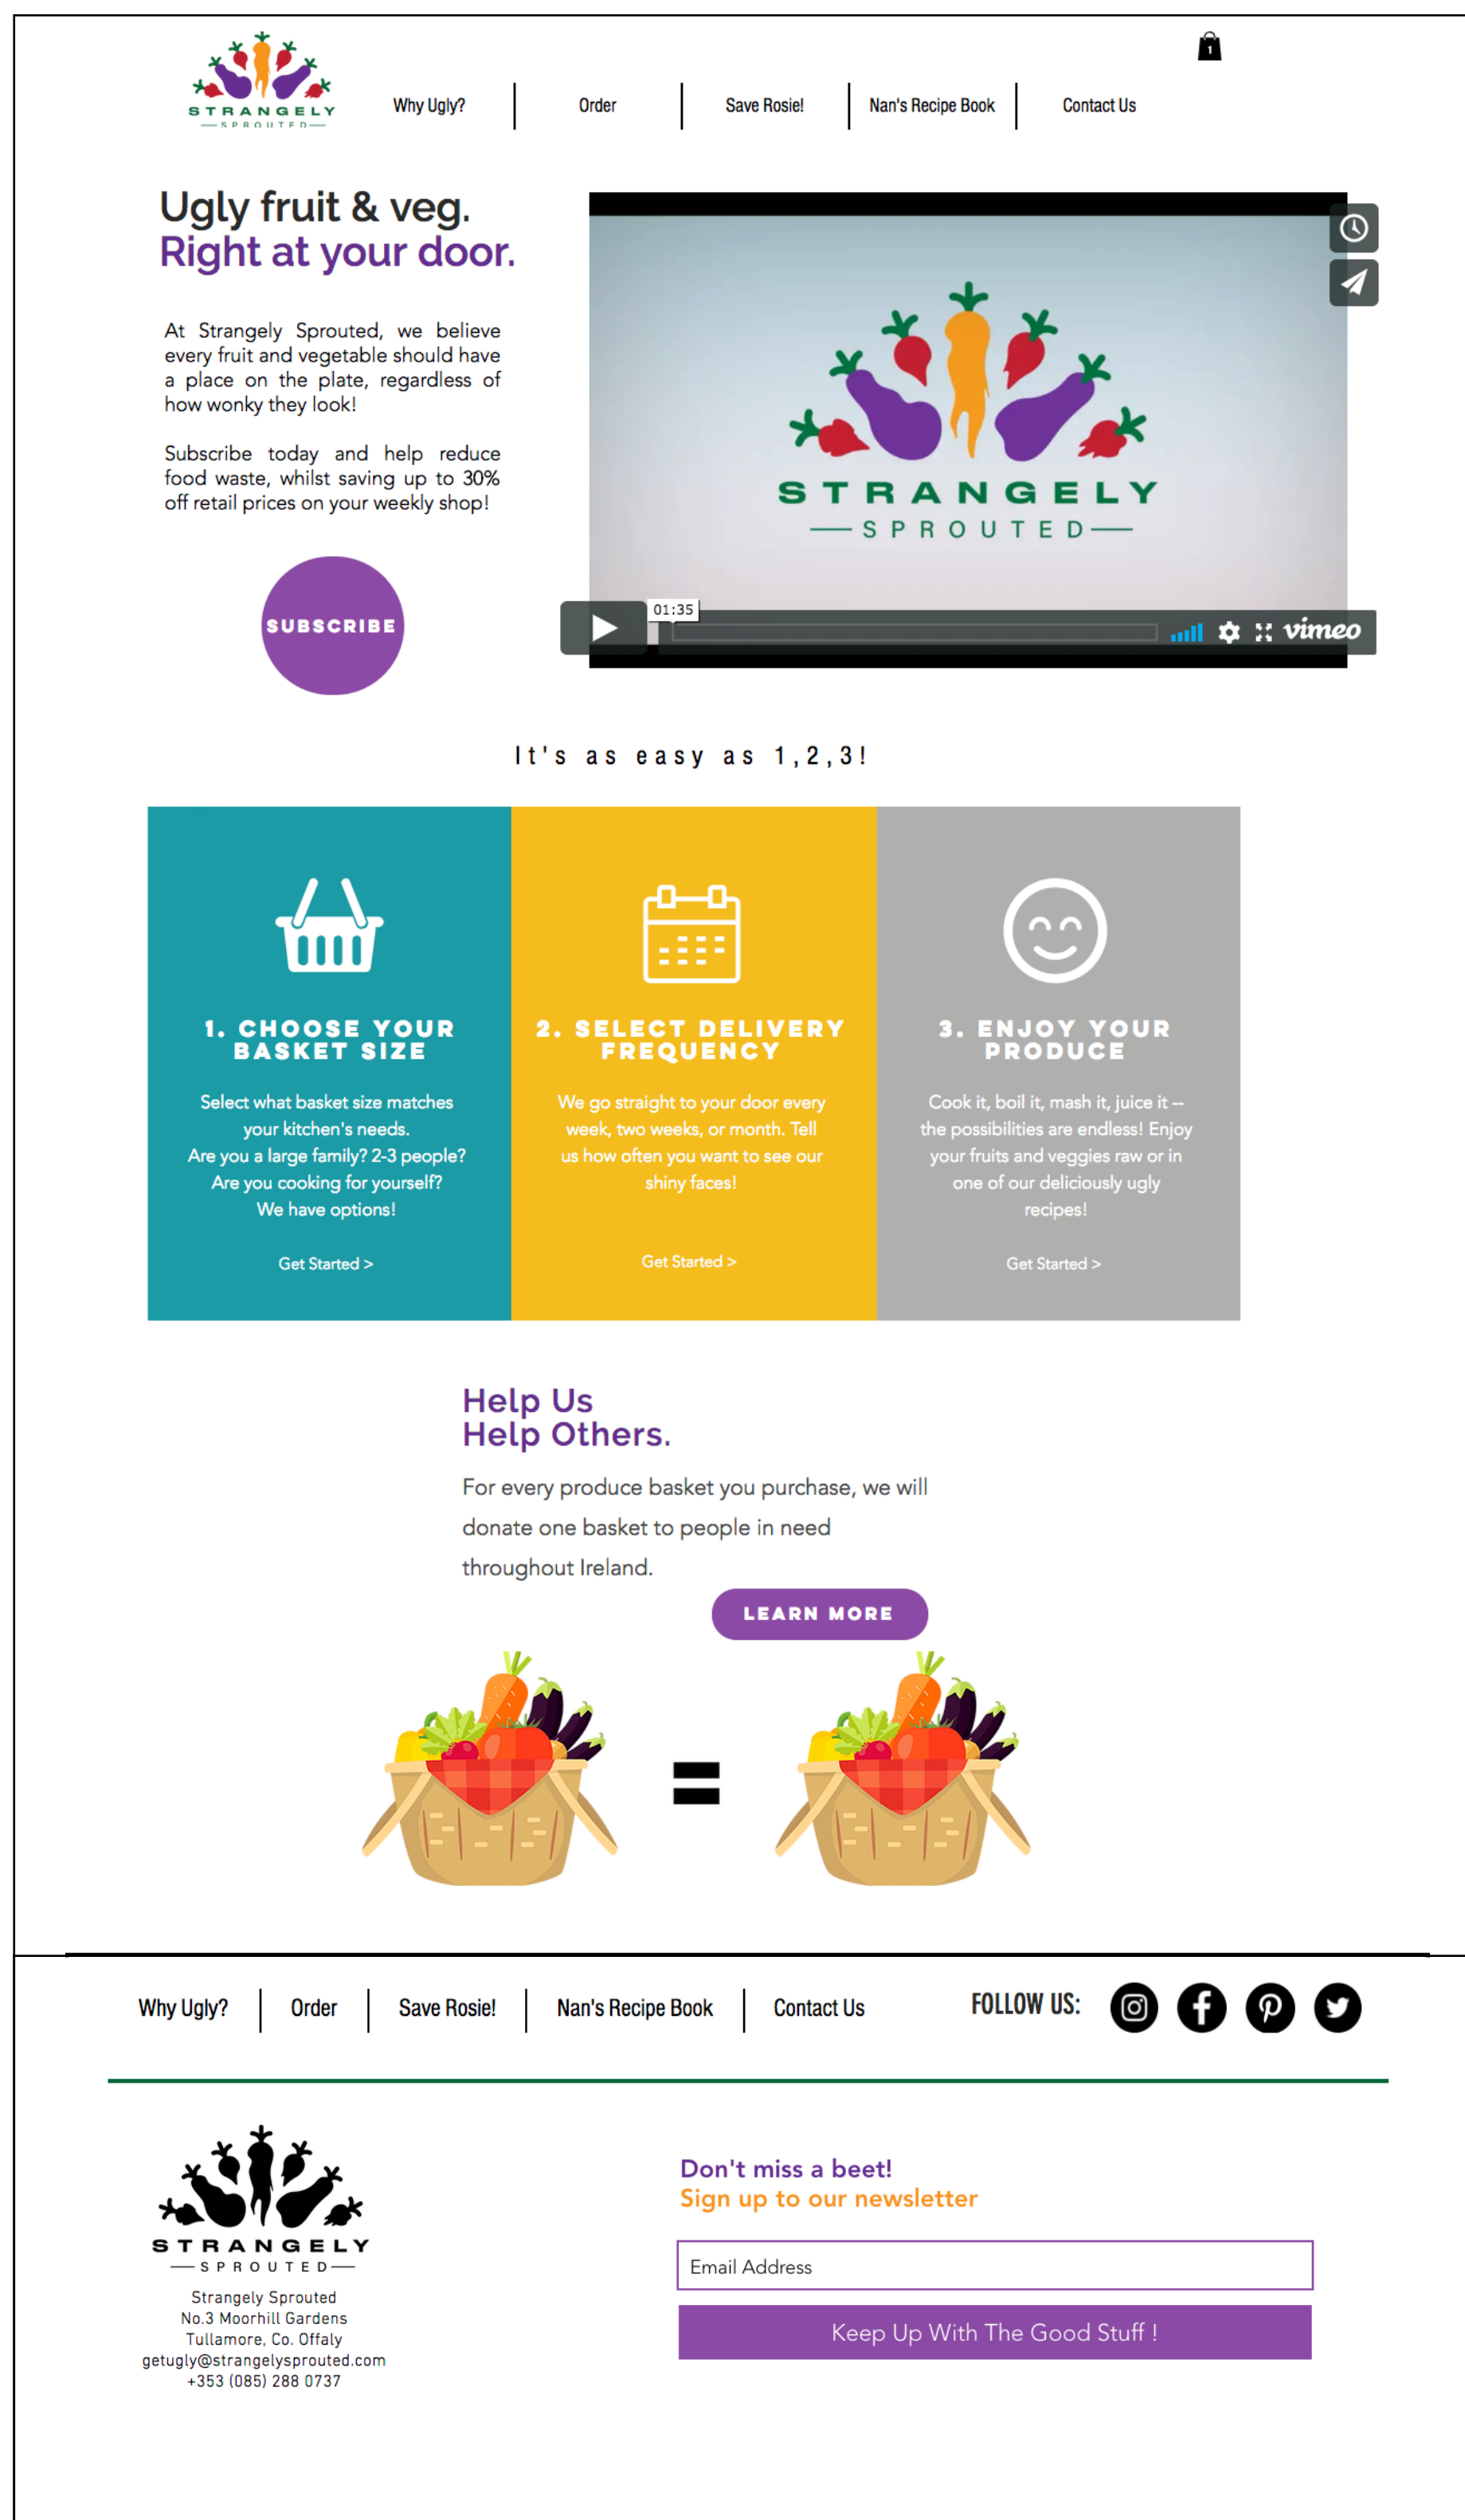 1
STRANGELY
SPROUTED
Why Ugly?
Order
Save Rosie!
Nan's Recipe Book
Contact Us
Ugly fruit & veg.
Right at your door.
At Strangely Sprouted, we believe
every fruit and vegetable should have
a place on the plate, regardless of
how wonky they look!
Subscribe today and help reduce
food waste, whilst saving up to 30%
off retail prices on your weekly shop!
SUBSCRIBE
STRANGELY
SPROUTED
01:35
vimeo
It's as easy as 1,2,3!
1. CHOOSE YOUR
BASKET SIZE
Select what basket size matches
your kitchen's needs.
Are you a large family? 2-3 people?
Are you cooking for yourself?
We have options!
Get Started >
2. SELECT DELIVERY
FREQUENCY
We go straight to your door every
week, two weeks, or month. Tell
us how often you want to see our
shiny faces!
Get Started >
3. ENJOY YOUR
PRODUCE
Cook it, boil it, mash it, juice it --
the possibilities are endless! Enjoy
your fruits and veggies raw or in
one of our deliciously ugly
recipes!
Get Started >
Help Us
Help Others.
For every produce basket you purchase, we will
donate one basket to people in need
throughout Ireland.
LEARN MORE
=
Why Ugly?
Order
Save Rosie!
Nan's Recipe Book
Contact Us
FOLLOW US:
STRANGELY
SPROUTED
Strangely Sprouted
No.3 Moorhill Gardens
Tullamore, Co. Offaly
getugly@strangelysprouted.com
+353 (085) 288 0737
Don't miss a beet!
Sign up to our newsletter
Email Address
Keep Up With The Good Stuff !